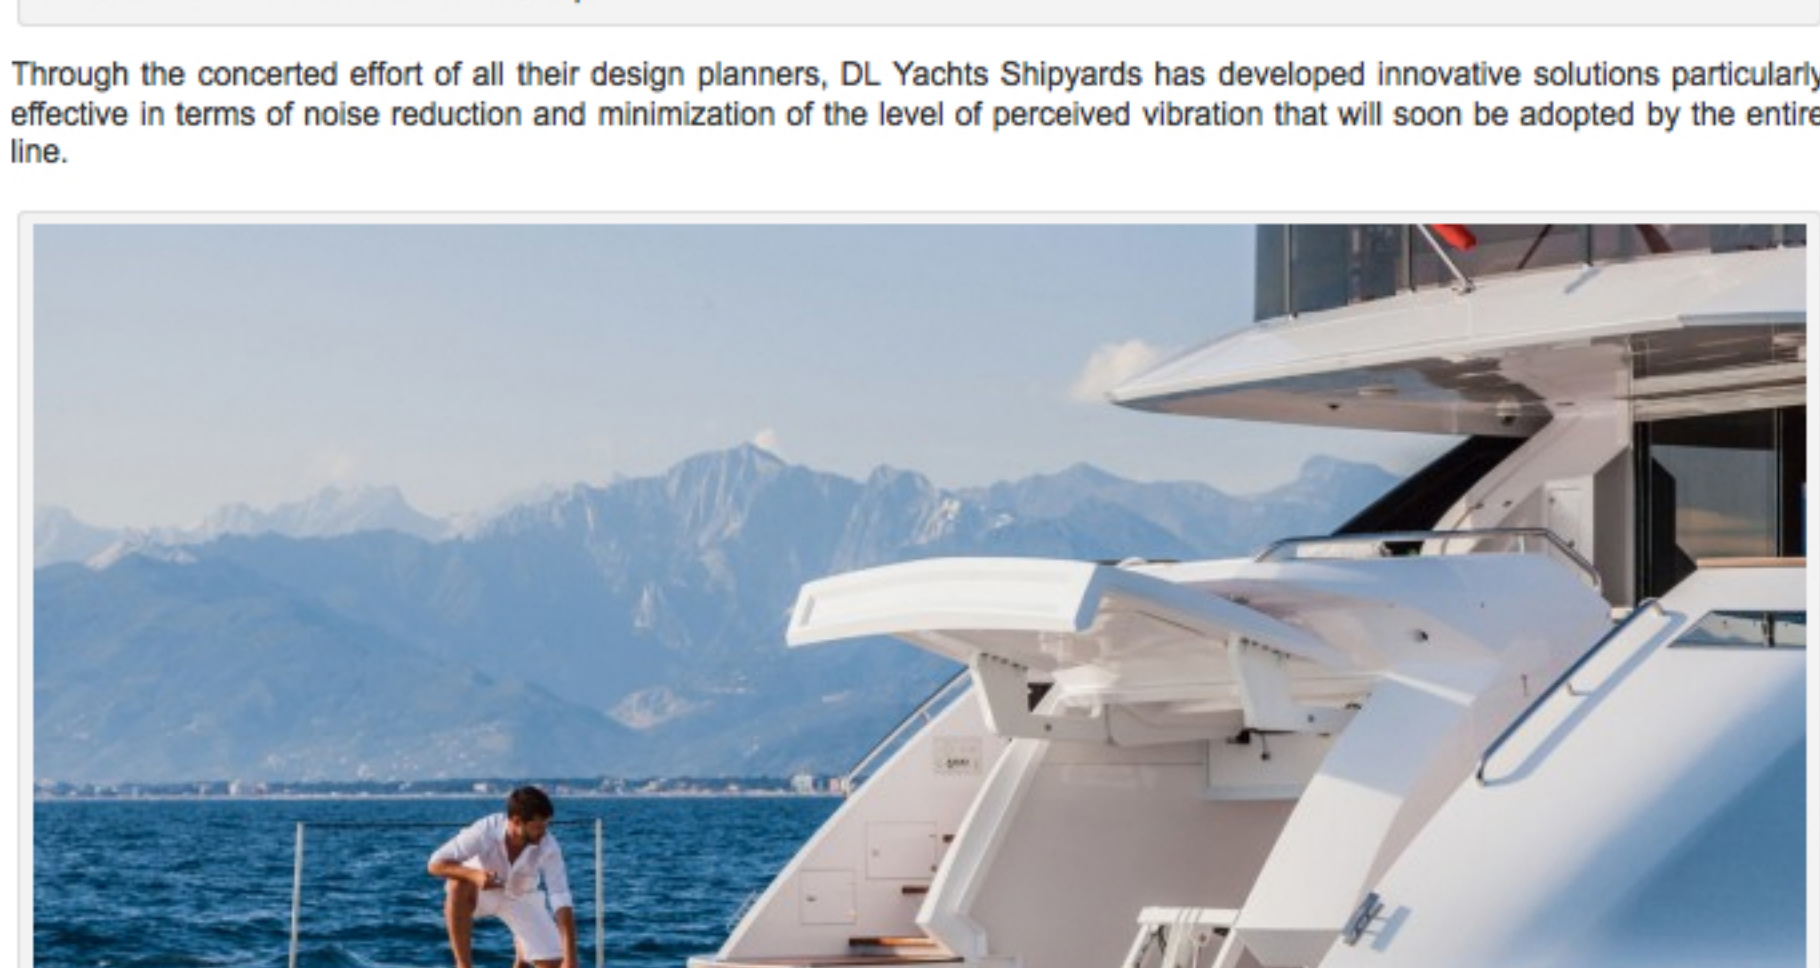 Through the concerted effort of all their design planners, DL Yachts Shipyards has developed innovative solutions particularly
effective in terms of noise reduction and minimization of the level of perceived vibration that will soon be adopted by the entire
line.